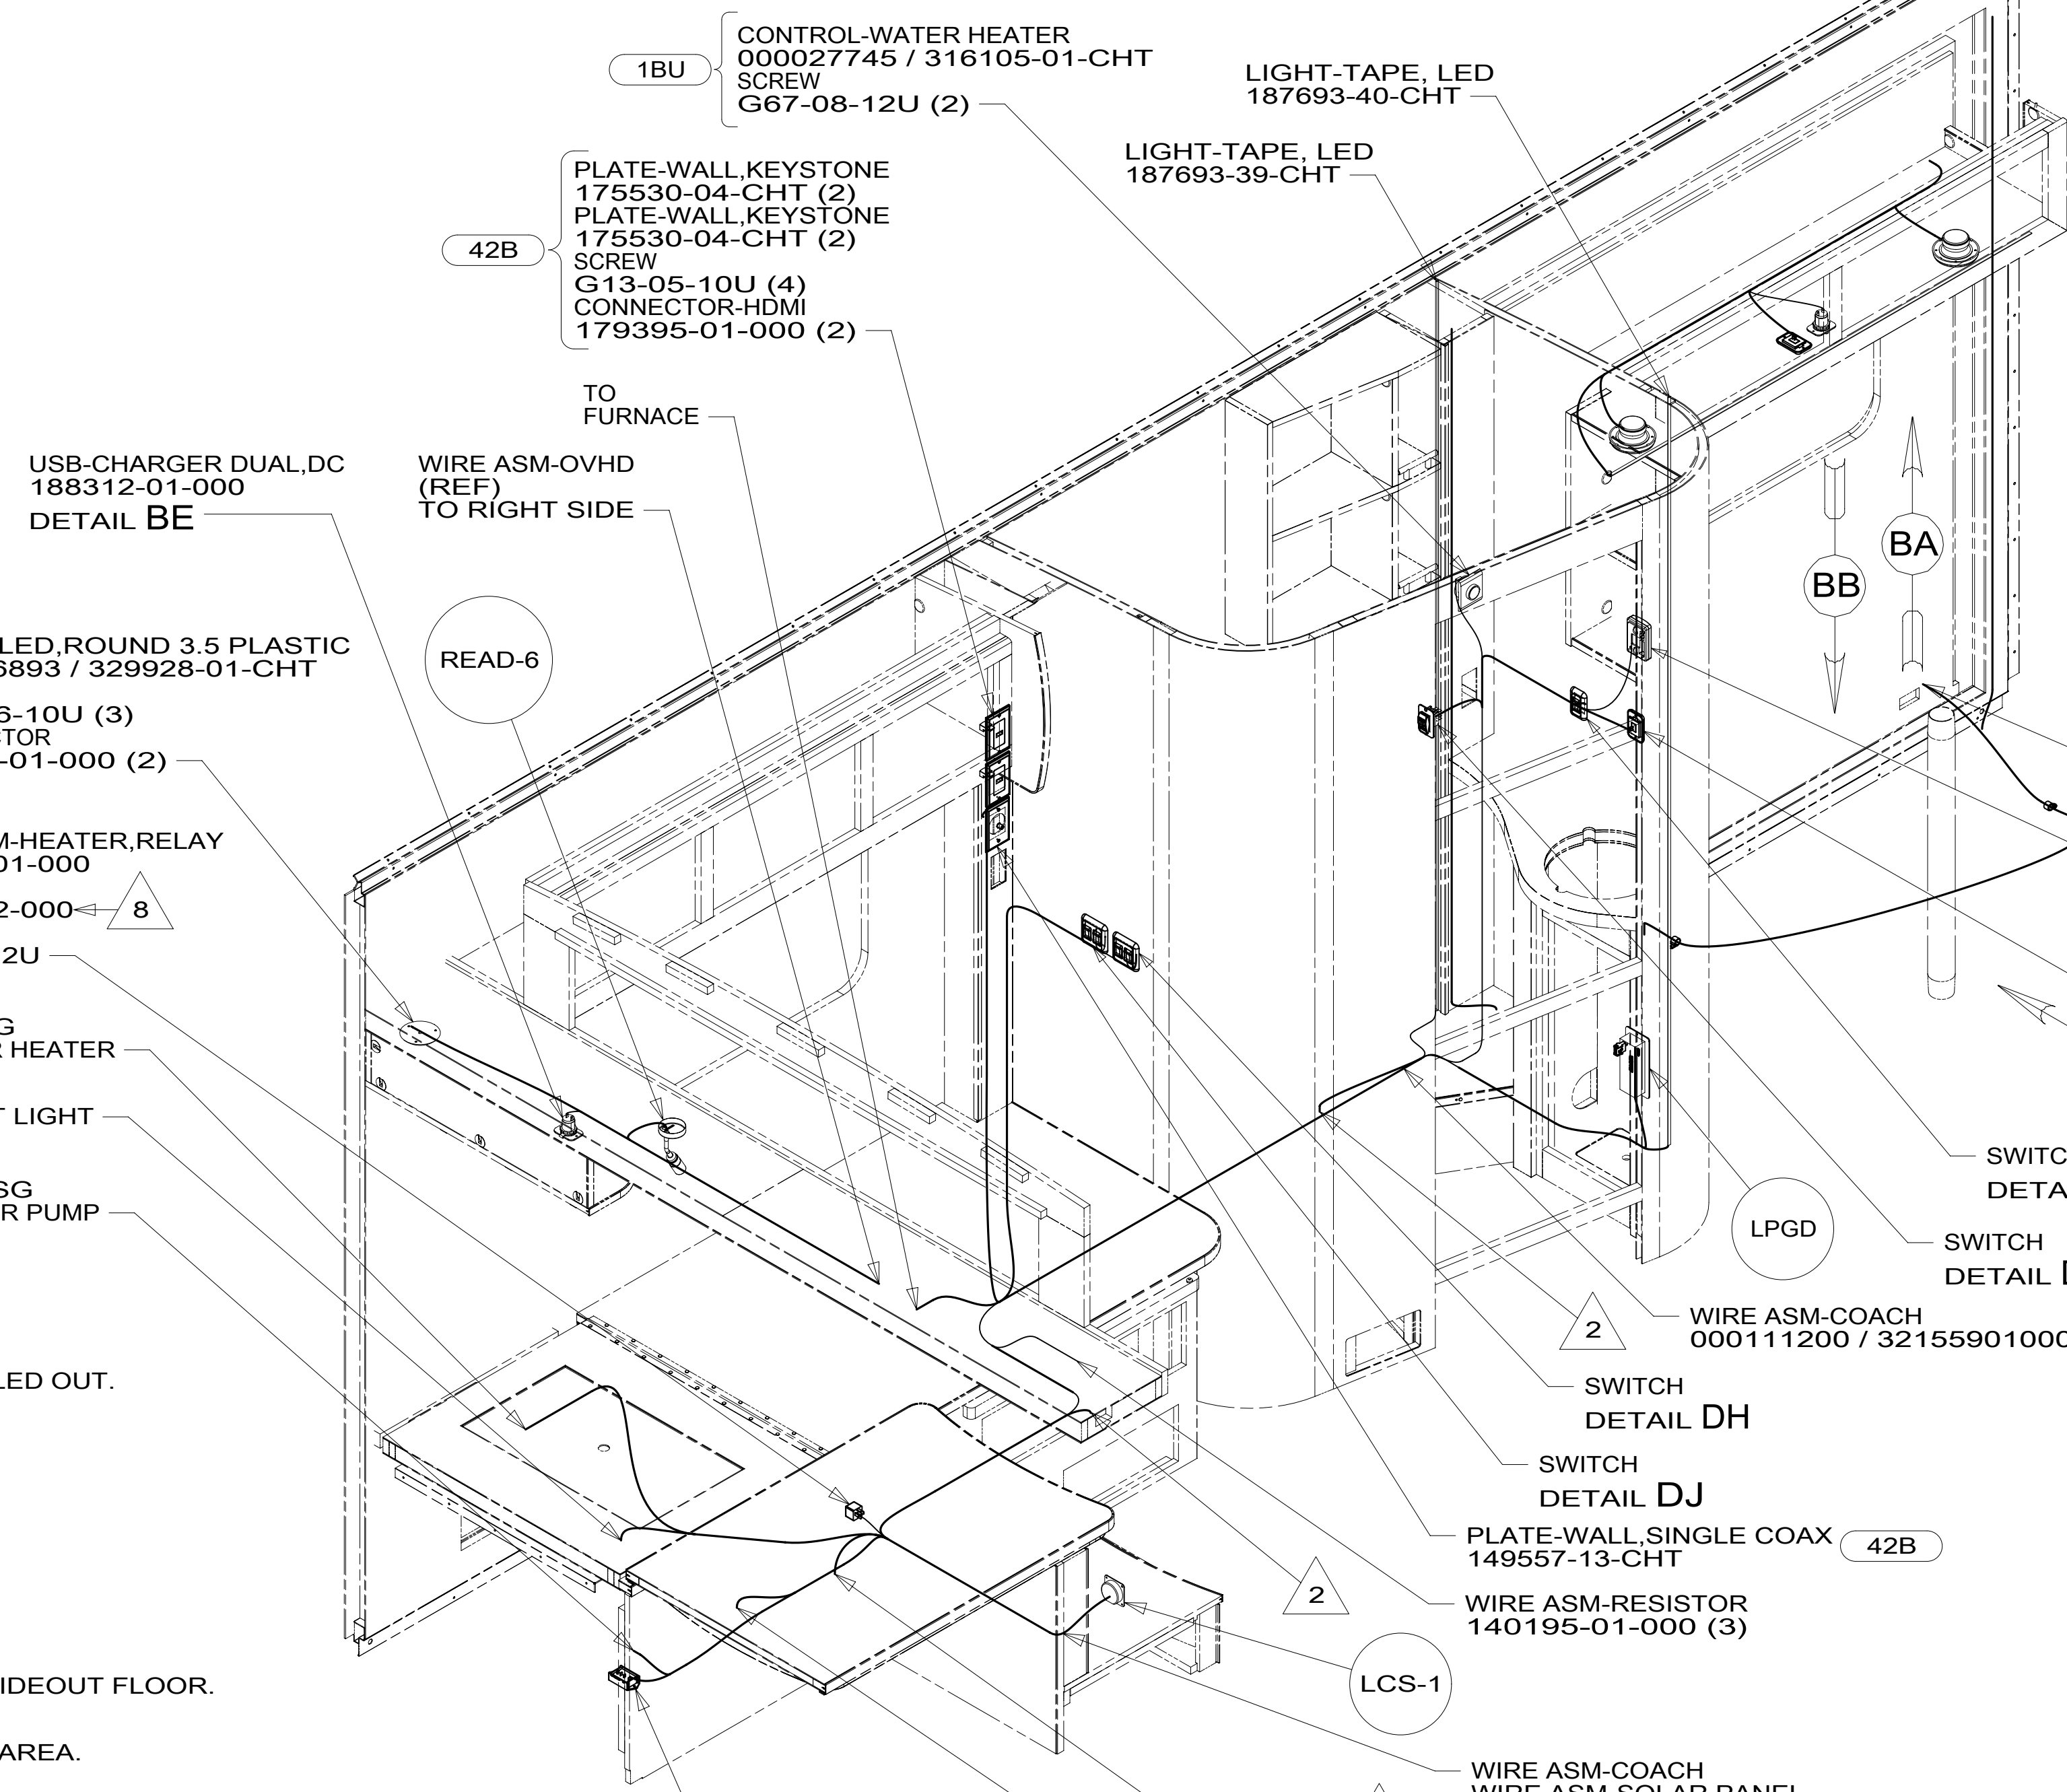 1BU
CONTROL-WATER HEATER
000027745 / 316105-01-CHT
SCREW
G67-08-12U (2)
LIGHT-TAPE, LED
187693-40-CHT
LIGHT-TAPE, LED
187693-39-CHT
42B
PLATE-WALL,KEYSTONE
175530-04-CHT (2)
PLATE-WALL,KEYSTONE
175530-04-CHT (2)
SCREW
G13-05-10U (4)
CONNECTOR-HDMI
179395-01-000 (2)
TO
FURNACE
USB-CHARGER DUAL,DC
188312-01-000
DETAIL BE
WIRE ASM-OVHD
(REF)
TO RIGHT SIDE
BA
BB
READ-6
LED,ROUND 3.5 PLASTIC
6893 / 329928-01-CHT
6-10U (3)
CTOR
-01-000 (2)
M-HEATER,RELAY
01-000
2-000
8
2U
G
R HEATER
T LIGHT
SG
R PUMP
SWITC
DETA
LPGD
SWITCH
DETAIL
WIRE ASM-COACH
000111200 / 32155901000
2
SWITCH
DETAIL DH
LED OUT.
SWITCH
DETAIL DJ
PLATE-WALL,SINGLE COAX
149557-13-CHT
42B
2
WIRE ASM-RESISTOR
140195-01-000 (3)
LCS-1
IDEOUT FLOOR.
AREA.
WIRE ASM-COACH
WIRE ASM-SOLAR PANEL